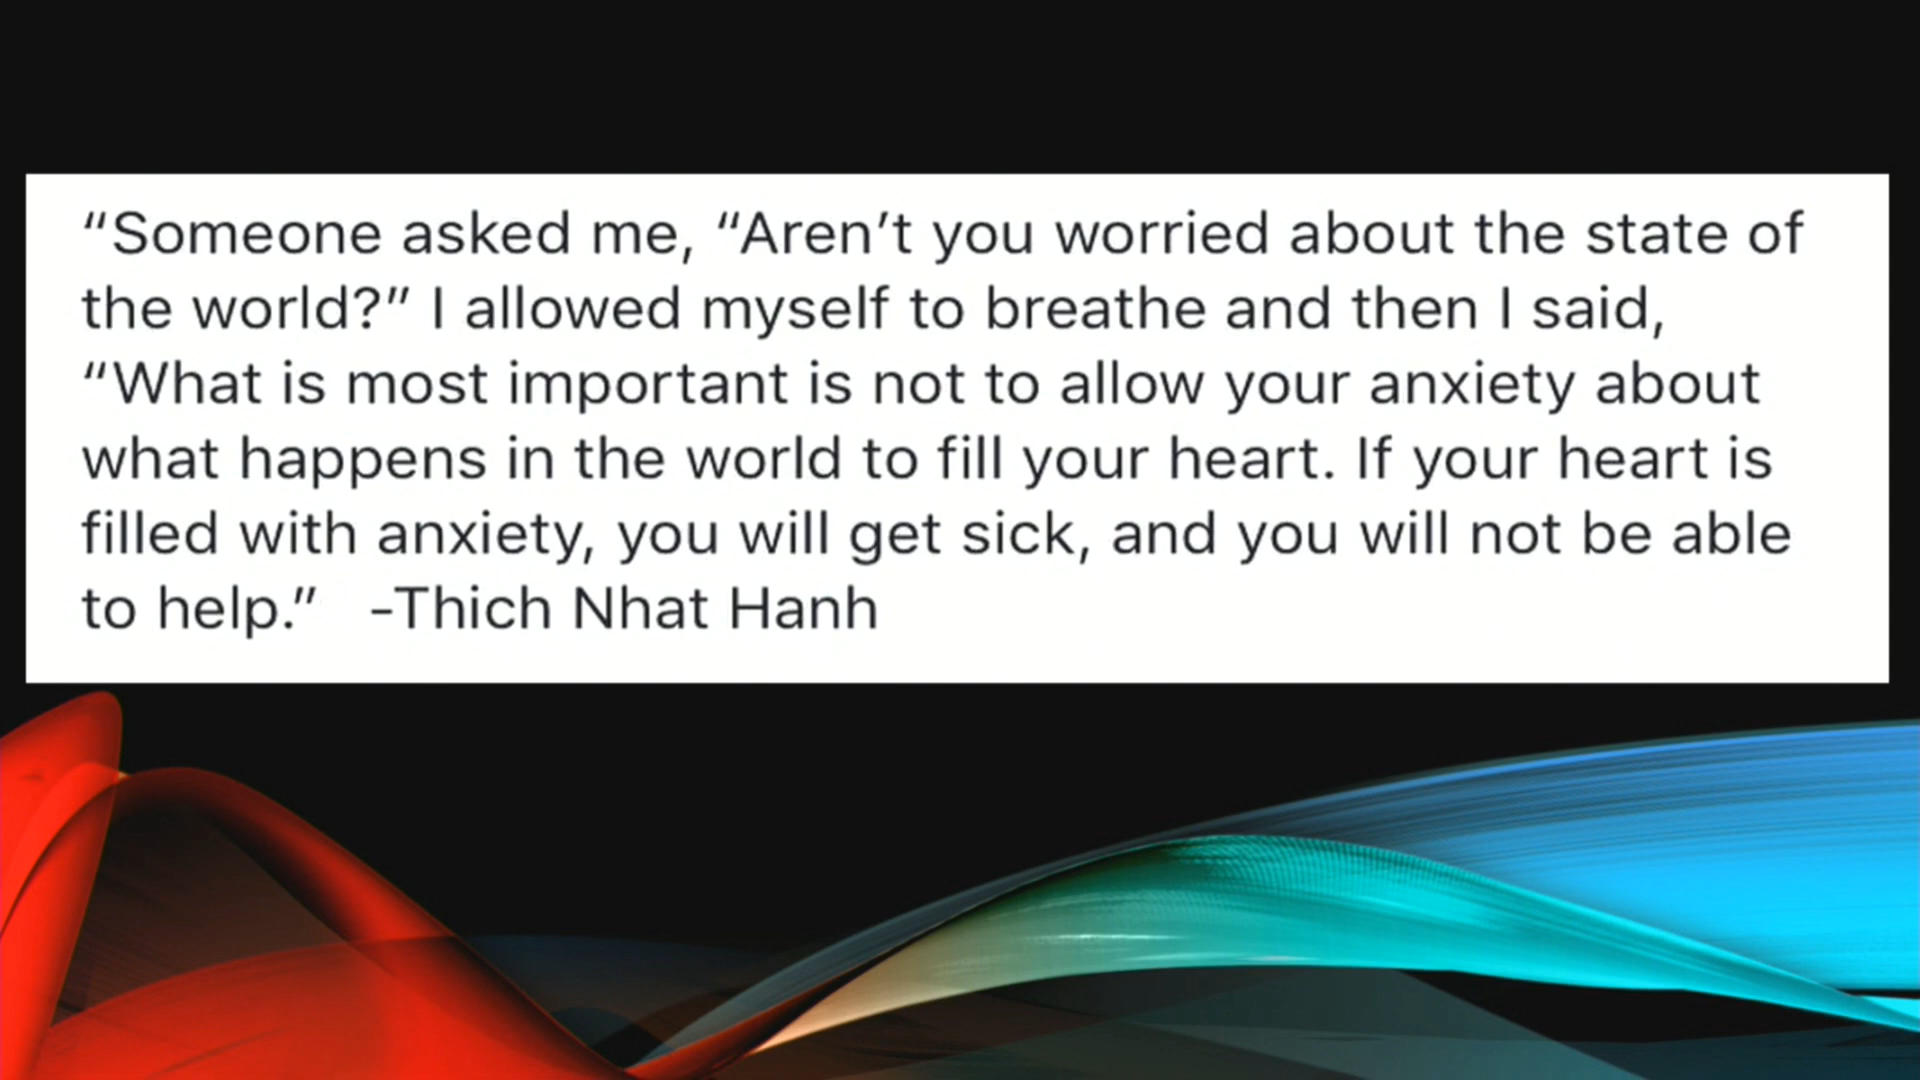 “Someone asked me, “Aren’t you worried about the state of
the world?” I allowed myself to breathe and then I said,
“What is most important is not to allow your anxiety about
what happens in the world to fill your heart. If your heart is
filled with anxiety, you will get sick, and you will not be able
to help.” -Thich Nhat Hanh